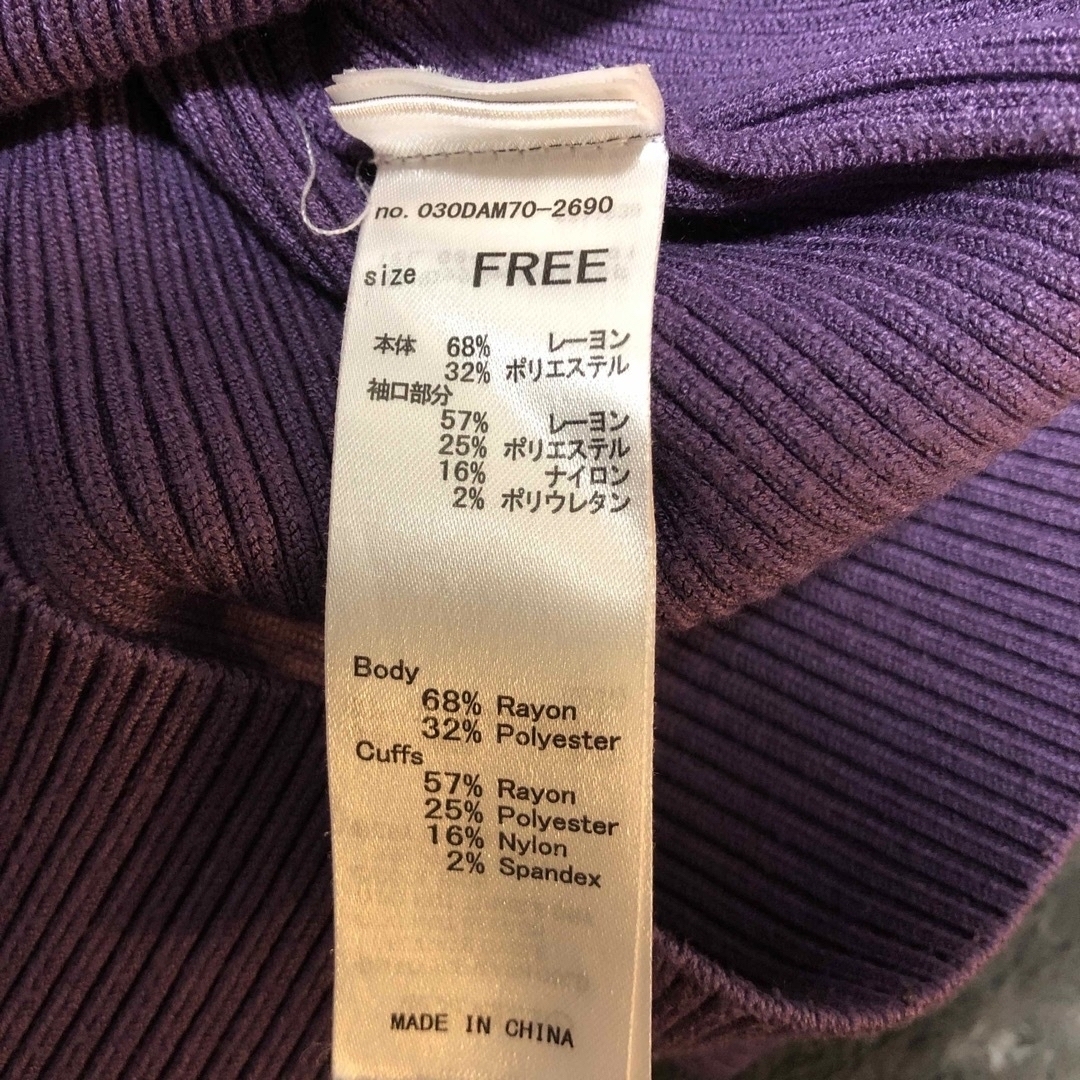 no. 030DAM70-2690
size FREE
本体 68% レーヨン
32% ポリエステル
袖口部分
57% レーヨン
25% ポリエステル
16% ナイロン
2% ポリウレタン
Body
68% Rayon
32% Polyester
Cuffs
57% Rayon
25% Polyester
16% Nylon
2% Spandex
MADE IN CHINA